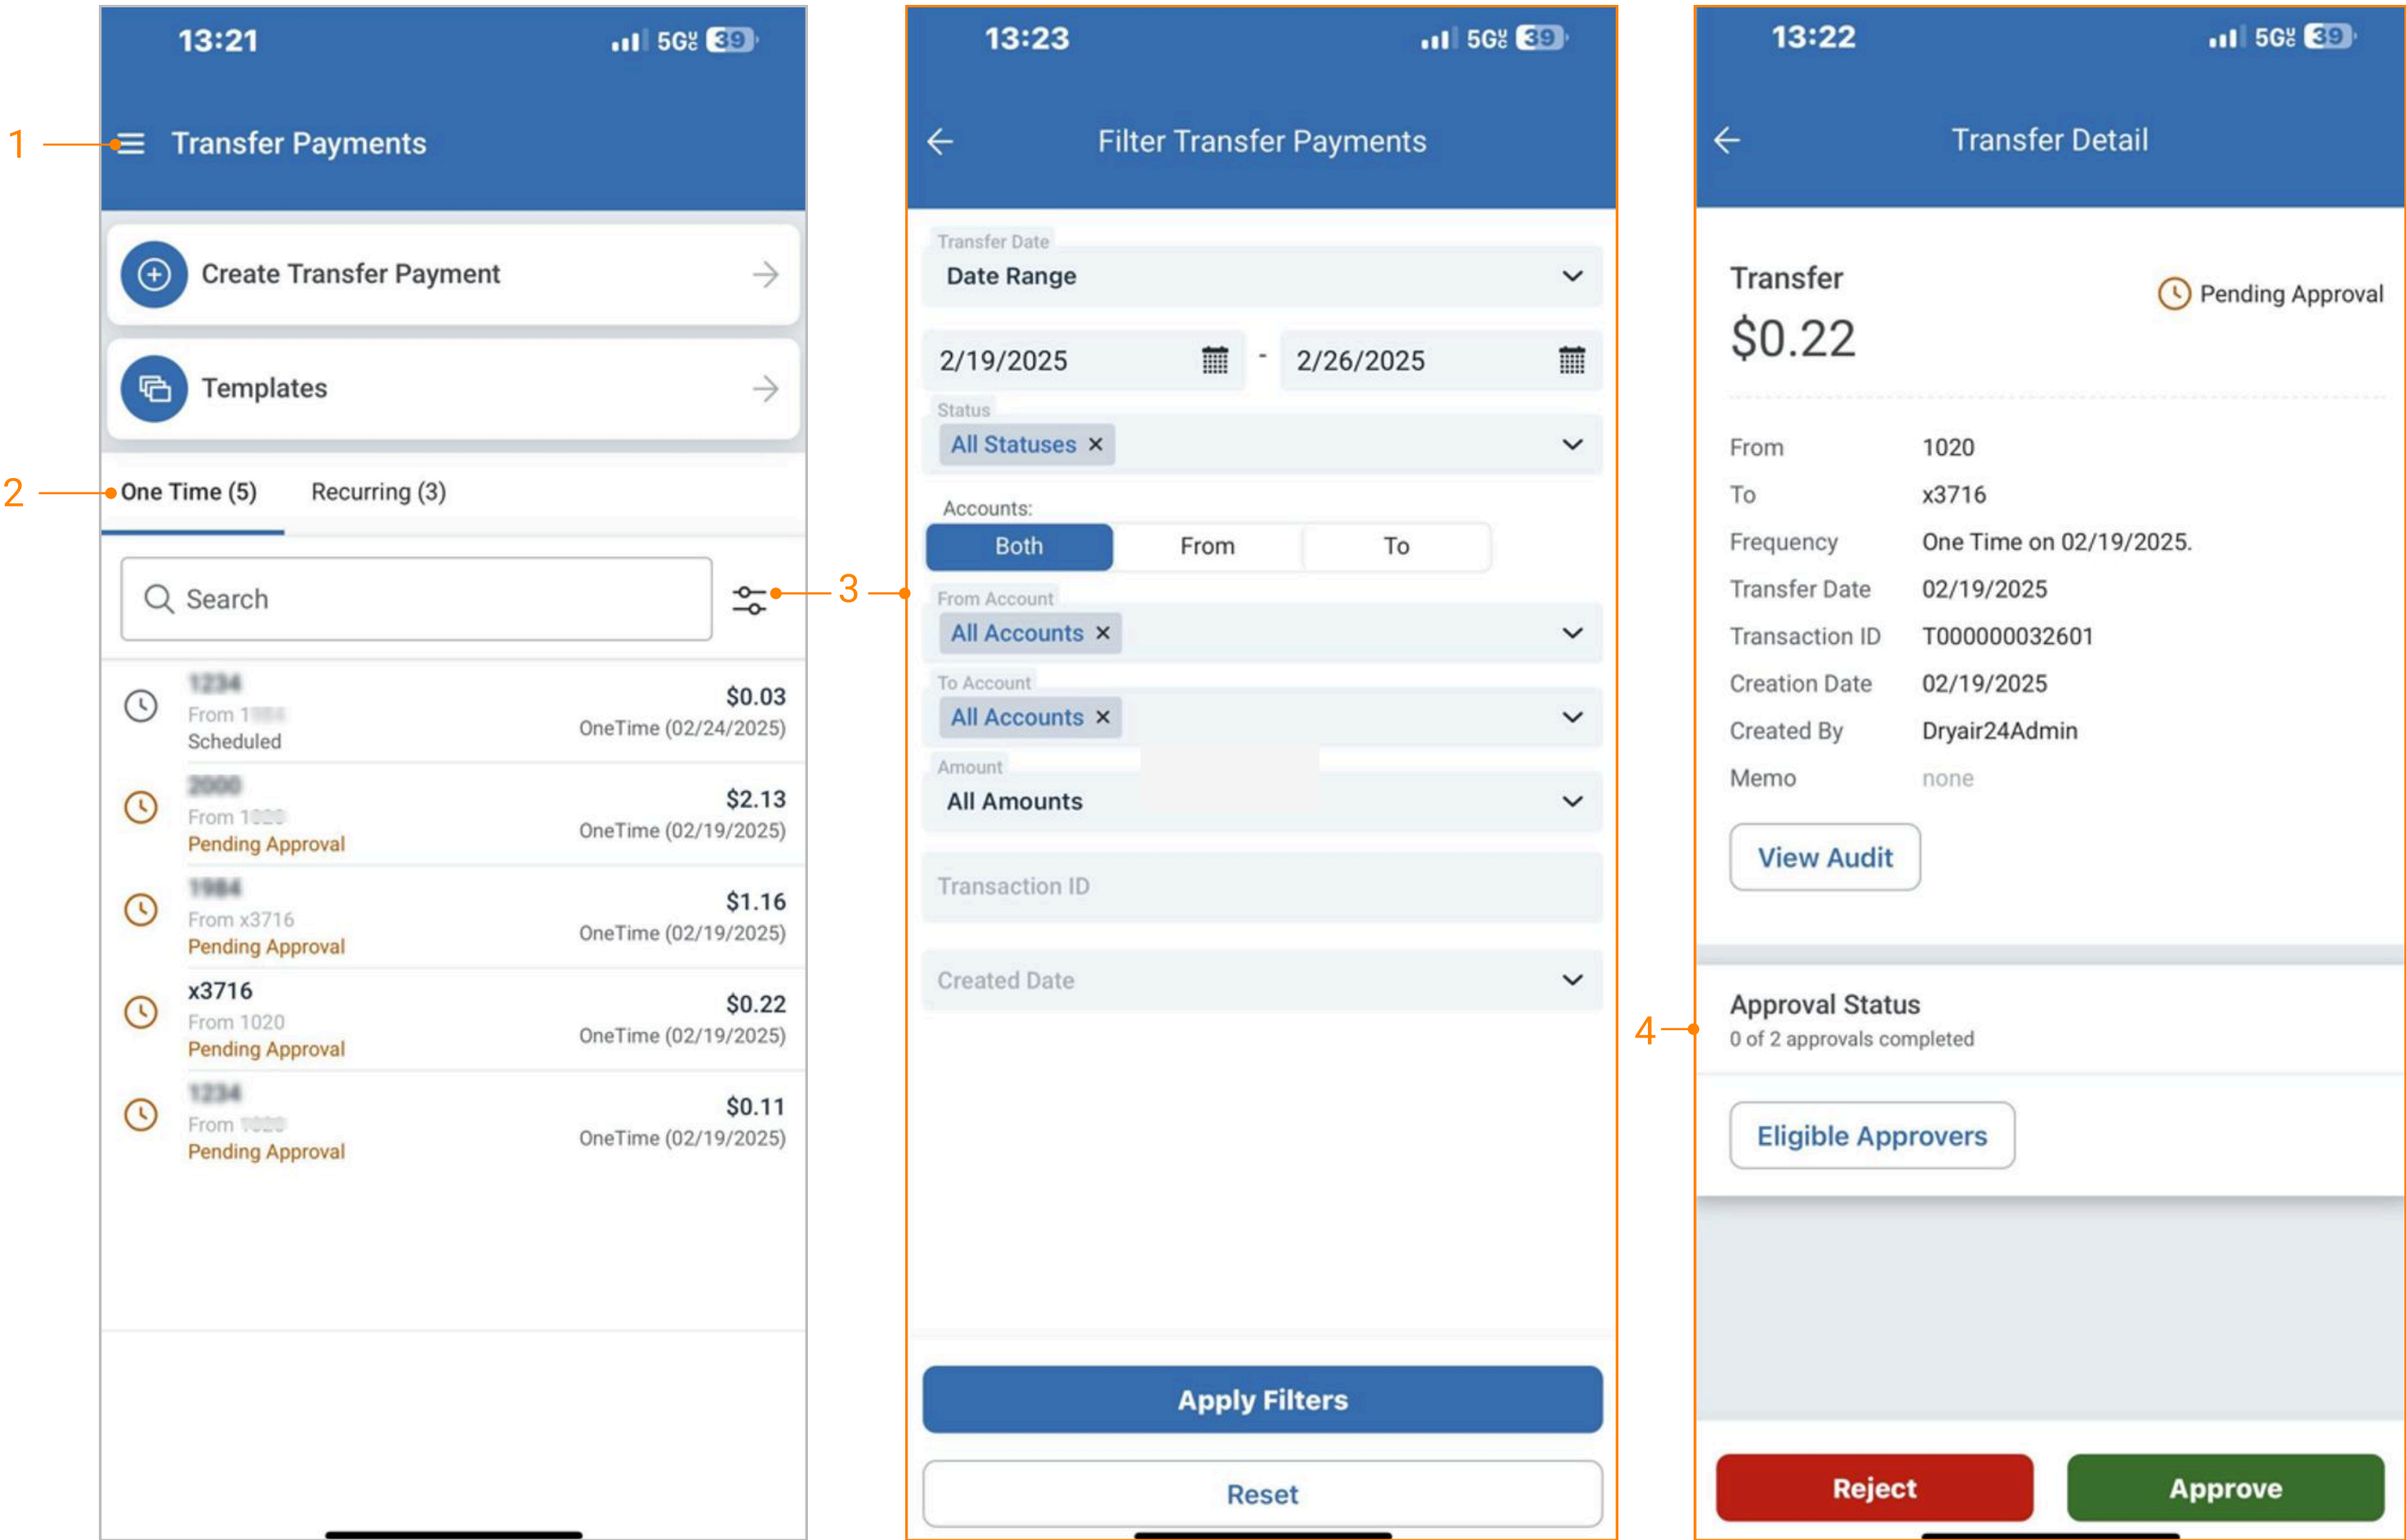 13:21 5G 39
1
Transfer Payments
Create Transfer Payment
Templates
2
One Time (5) Recurring (3)
Search
1234
From 1
$0.03
Scheduled
OneTime (02/24/2025)
2000
From
$2.13
Pending Approval
OneTime (02/19/2025)
1984
From x3716
$1.16
Pending Approval
OneTime (02/19/2025)
x3716
From 1020
$0.22
Pending Approval
OneTime (02/19/2025)
1234
From
$0.11
Pending Approval
OneTime (02/19/2025)
3
13:23 5G 39
Filter Transfer Payments
Transfer Date
Date Range
2/19/2025 - 2/26/2025
Status
All Statuses ×
Accounts:
Both From To
From Account
All Accounts ×
To Account
All Accounts ×
Amount
All Amounts
Transaction ID
Created Date
Apply Filters
Reset
4
13:22 5G 39
Transfer Detail
Transfer
Pending Approval
$0.22
From 1020
To x3716
Frequency One Time on 02/19/2025.
Transfer Date 02/19/2025
Transaction ID T000000032601
Creation Date 02/19/2025
Created By Dryair24Admin
Memo none
View Audit
Approval Status
0 of 2 approvals completed
Eligible Approvers
Reject Approve